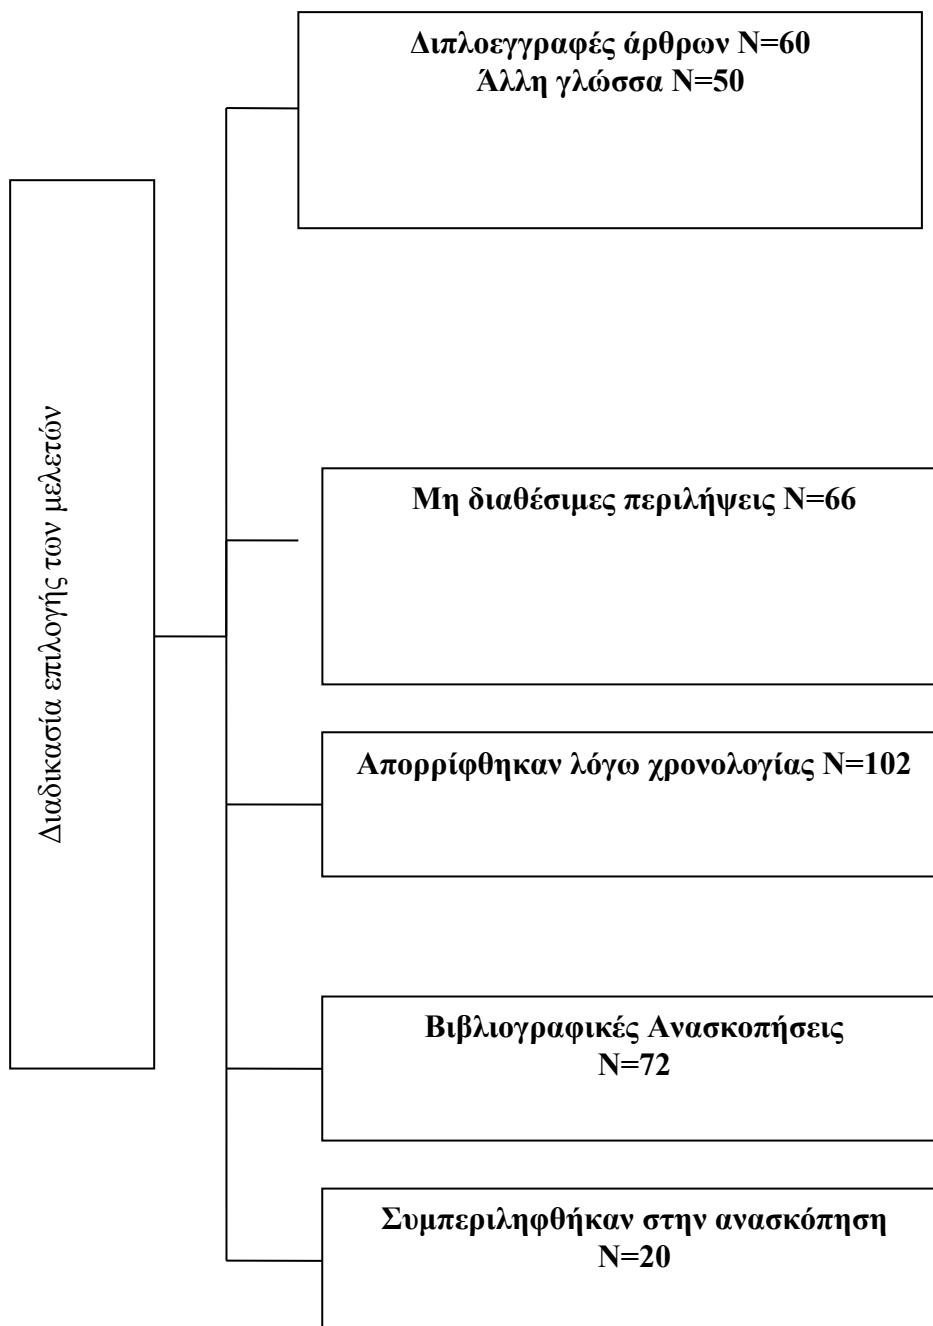 Διπλοεγγραφές άρθρων Ν=60
Άλλη γλώσσα Ν=50
Διαδικασία επιλογής των μελετών
Μη διαθέσιμες περιλήψεις Ν=66
Απορρίφθηκαν λόγω χρονολογίας Ν=102
Βιβλιογραφικές Ανασκοπήσεις
Ν=72
Συμπεριληφθήκαν στην ανασκόπηση
Ν=20